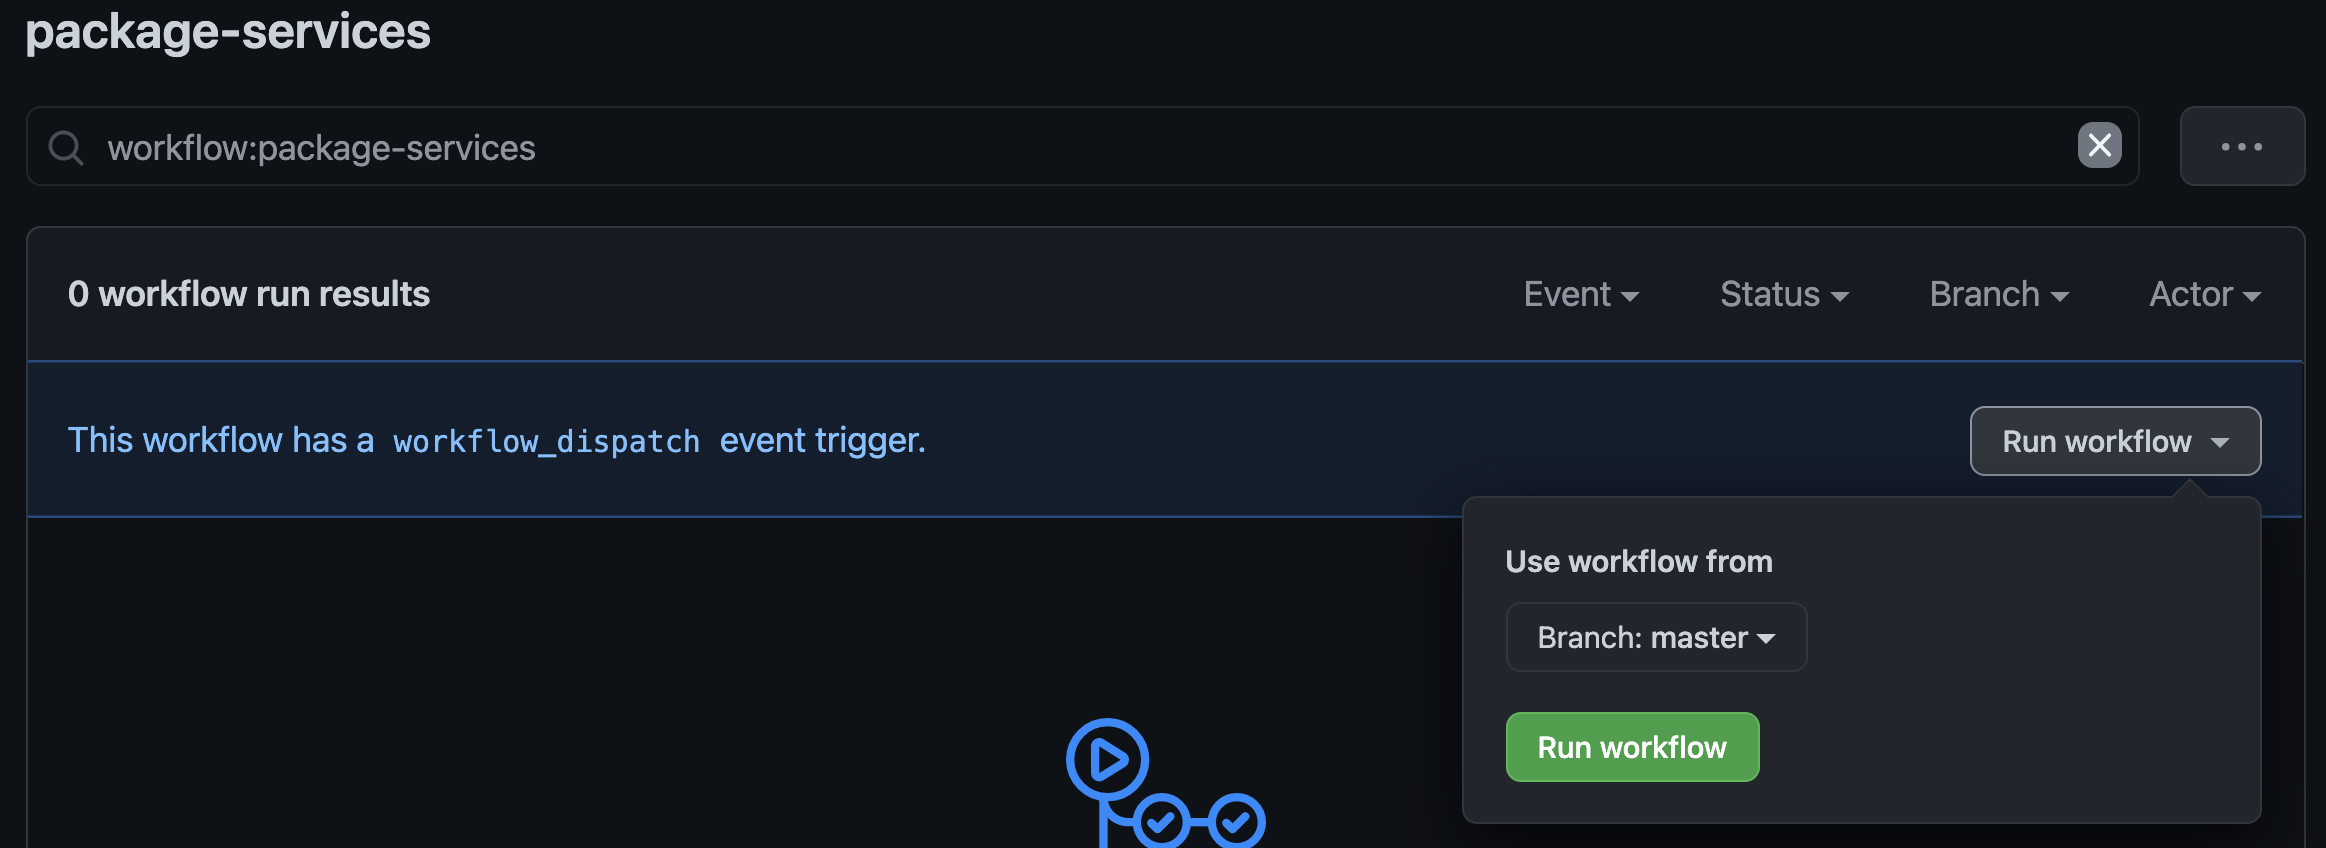 package-services
workflow:package-services
0 workflow run results
Event Status Branch Actor
This workflow has a workflow_dispatch event trigger.
Run workflow
Use workflow from
Branch: master
Run workflow